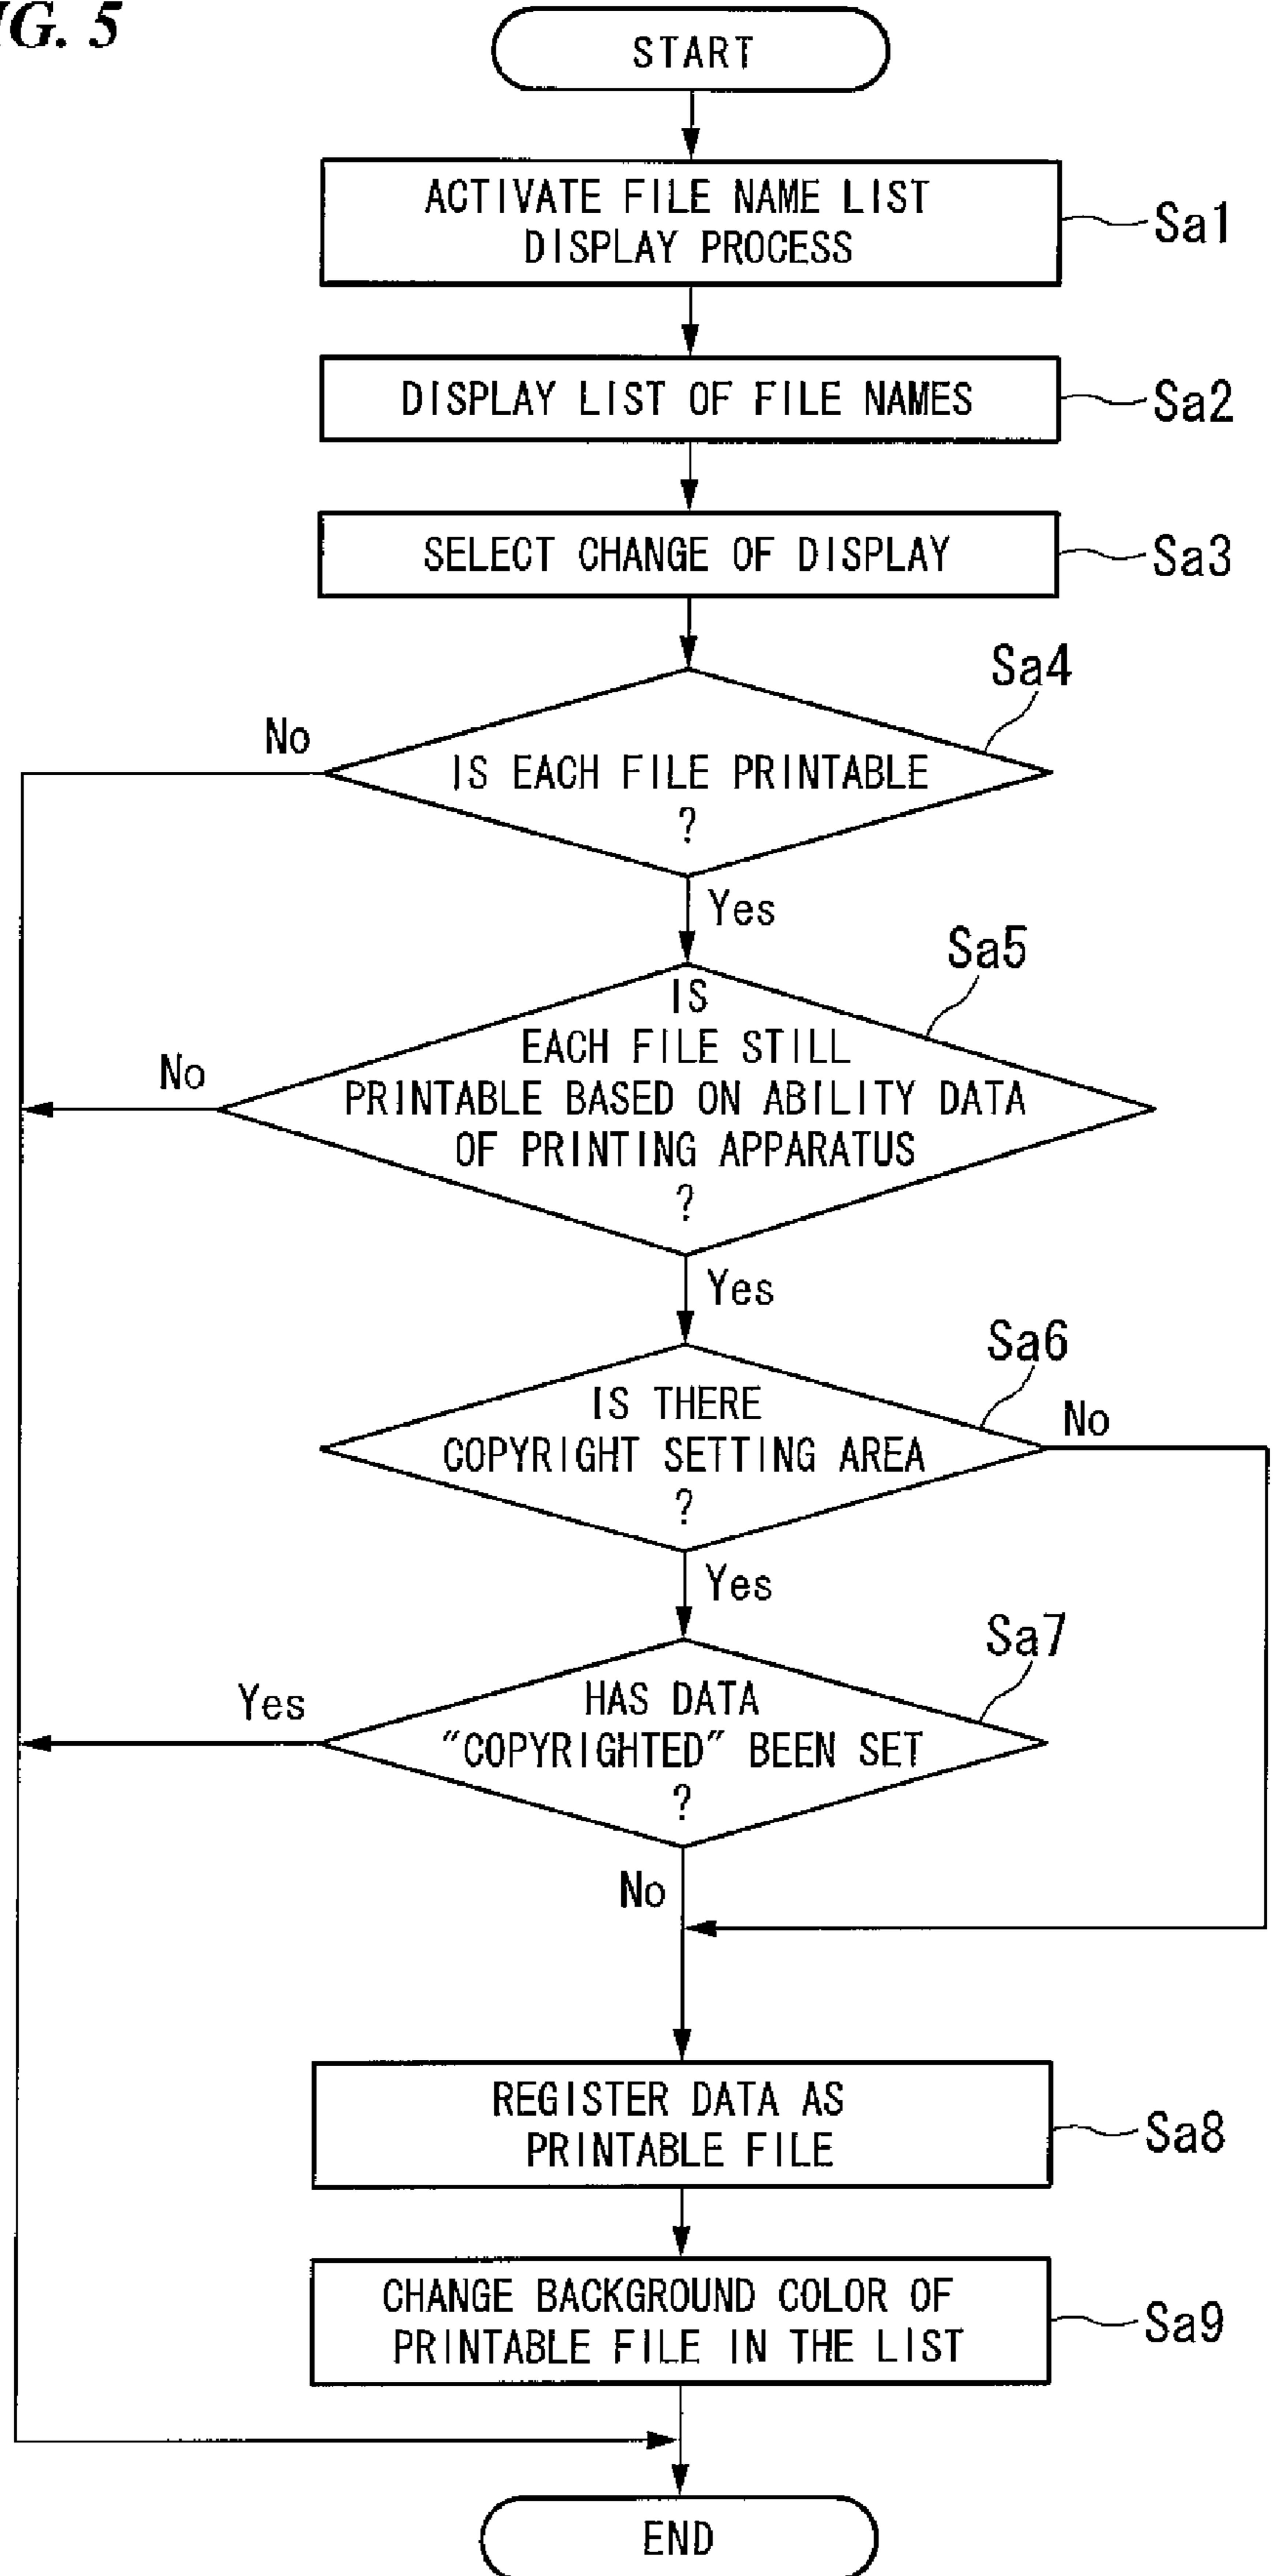 IG. 5
START
ACTIVATE FILE NAME LIST
DISPLAY PROCESS
Sa1
DISPLAY LIST OF FILE NAMES
Sa2
SELECT CHANGE OF DISPLAY
Sa3
Sa4
No
IS EACH FILE PRINTABLE
?
Yes
Sa5
IS
EACH FILE STILL
No
PRINTABLE BASED ON ABILITY DATA
OF PRINTING APPARATUS
?
Yes
Sa6
IS THERE
No
COPYRIGHT SETTING AREA
?
Yes
Sa7
HAS DATA
Yes
"COPYRIGHTED" BEEN SET
?
No
REGISTER DATA AS
PRINTABLE FILE
Sa8
CHANGE BACKGROUND COLOR OF
PRINTABLE FILE IN THE LIST
Sa9
END